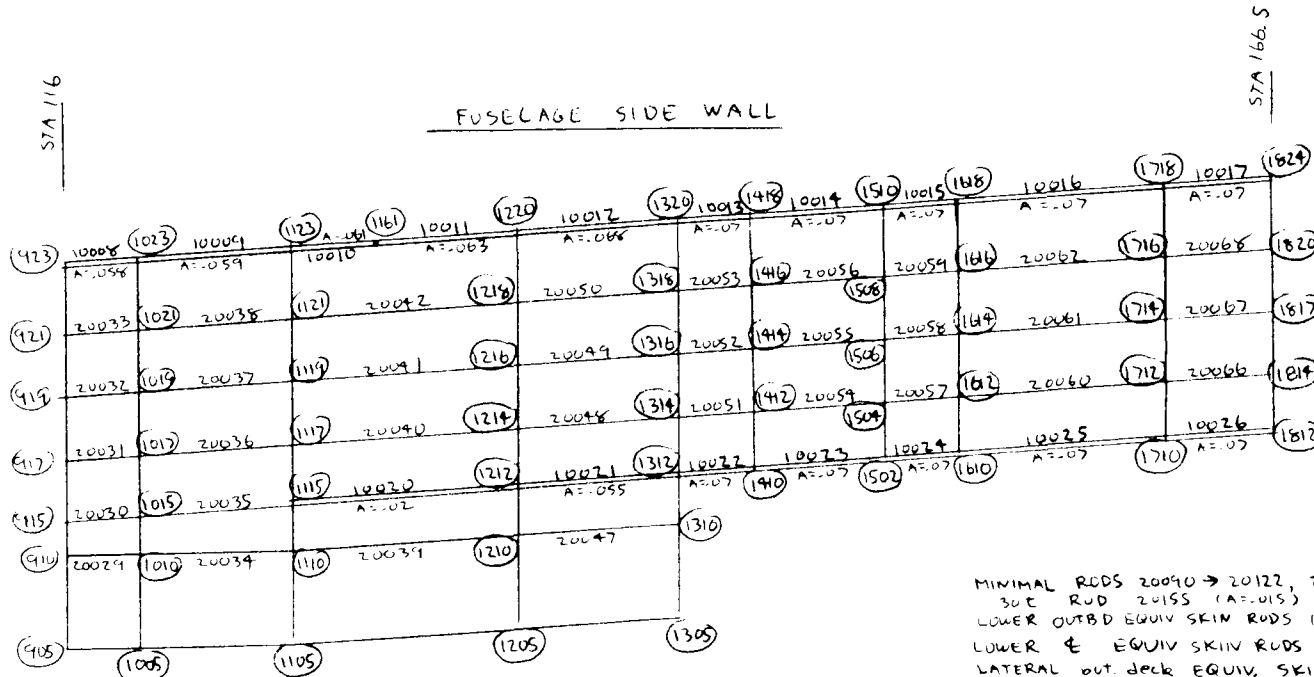 STA 116
STA 166.5
FUSELAGE SIDE WALL
923 10008 1023 10009 1123 1161 10011 1220 10012 1320 10013 1418 10014 1510 10015 1618 10016 1718 10017 1824
A=.058 A=.059 A=.061 10010 A=.063 A=.066 A=.07 A=.07 A=.07 A=.07 A=.07
921 20033 1021 20038 1121 20042 1218 20050 1318 20053 1416 20056 1508 20059 1616 20062 1716 20068 1820
919 20032 1019 20037 1119 20041 1216 20049 1316 20052 1414 20055 1506 20058 1614 20061 1714 20067 1817
917 20031 1017 20036 1117 20040 1214 20048 1314 20051 1412 20054 1504 20057 1612 20060 1712 20066 1814
915 20030 1015 20035 1115 10020 1212 10021 1312 10022 1410 10023 1502 10024 1610 10025 1710 10026 1812
A=.02 A=.055 A=.07 A=.07 A=.07 A=.07 A=.07
910 20029 1010 20034 1110 20039 1210 20047 1310
905 1005 1105 1205 1305
MINIMAL RODS 20090 → 20122,
ROD 20155 (A=.015)
LOWER OUTBD EQUIV SKIN RODS
LOWER ℄ EQUIV SKIN RODS
LATERAL out. deck EQUIV. SKI